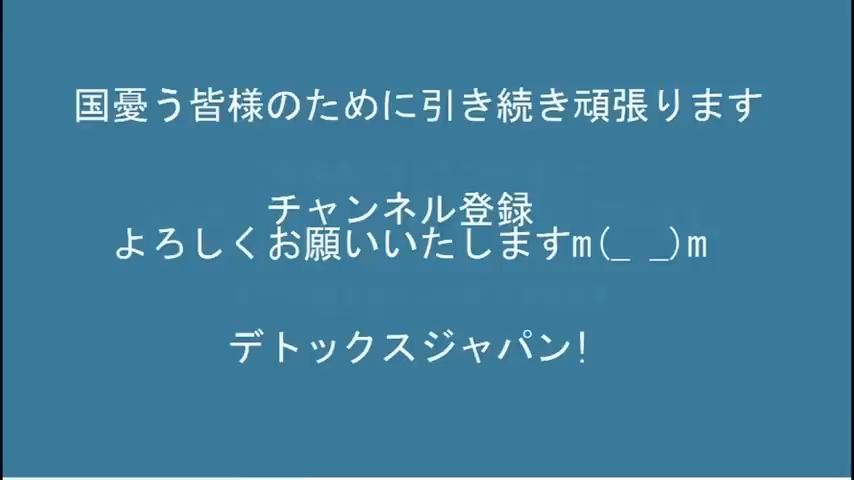 国憂う皆様のために引き続き頑張ります
チャンネル登録
よろしくお願いいたしますm(_ _)m
デトックスジャパン!